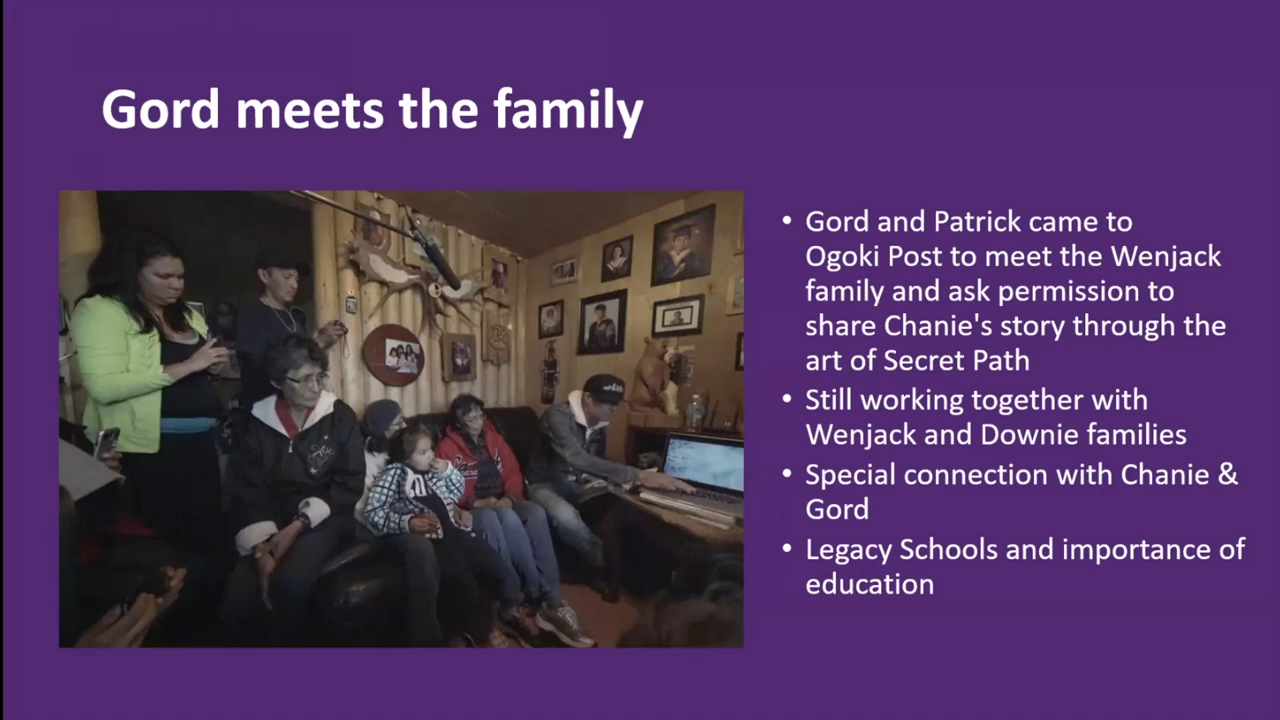 Gord meets the family
• Gord and Patrick came to
Ogoki Post to meet the Wenjack
family and ask permission to
share Chanie's story through the
art of Secret Path
• Still working together with
Wenjack and Downie families
• Special connection with Chanie &
Gord
• Legacy Schools and importance of
education